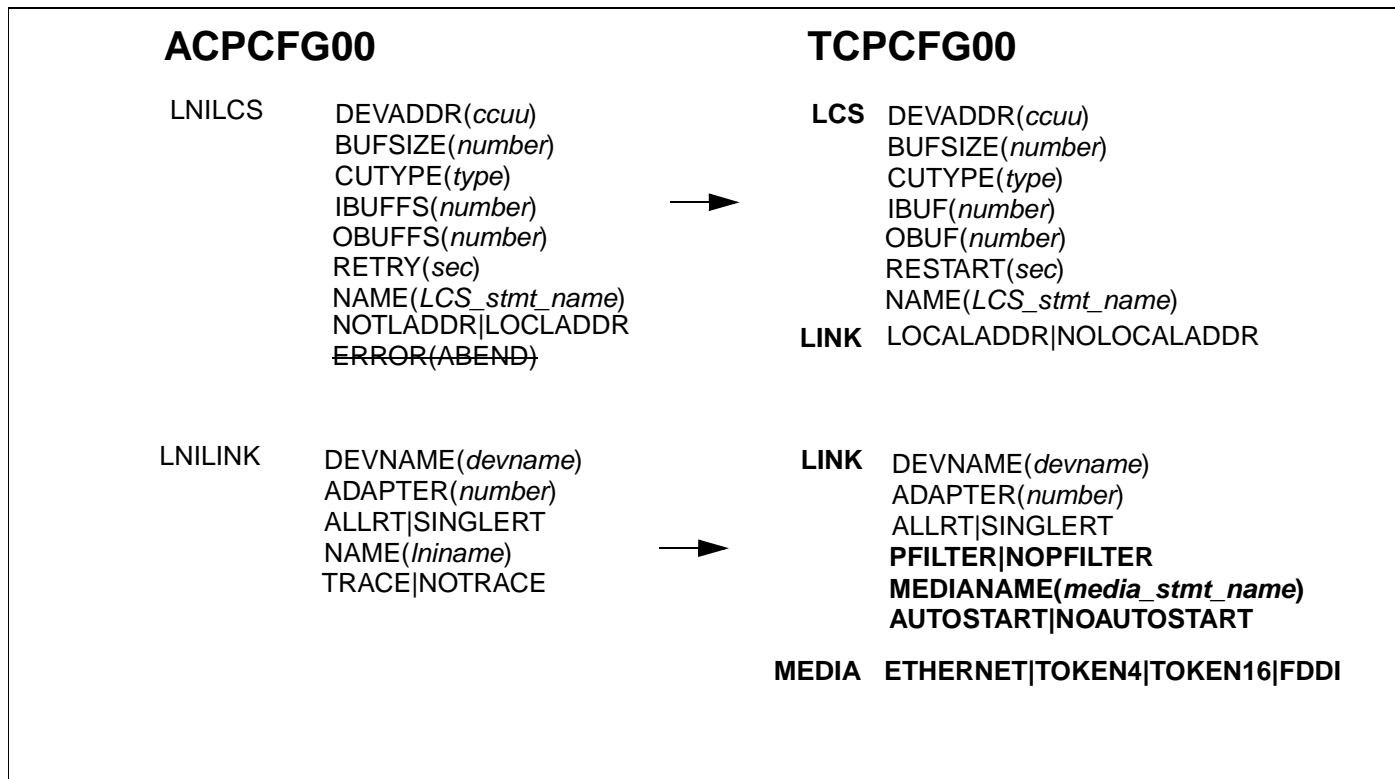 ACPCFG00
LNILCS DEVADDR(ccuu)
BUFSIZE(number)
CUTYPE(type)
IBUFFS(number)
OBUFFS(number)
RETRY(sec)
NAME(LCS_stmt_name)
NOTLADDR|LOCLADDR
ERROR(ABEND)
LNILINK DEVNAME(devname)
ADAPTER(number)
ALLRT|SINGLERT
NAME(lniname)
TRACE|NOTRACE
TCPCFG00
LCS DEVADDR(ccuu)
BUFSIZE(number)
CUTYPE(type)
IBUF(number)
OBUF(number)
RESTART(sec)
NAME(LCS_stmt_name)
LINK LOCALADDR|NOLOCALADDR
LINK DEVNAME(devname)
ADAPTER(number)
ALLRT|SINGLERT
PFILTER|NOPFILTER
MEDIANAME(media_stmt_name)
AUTOSTART|NOAUTOSTART
MEDIA ETHERNET|TOKEN4|TOKEN16|FDDI